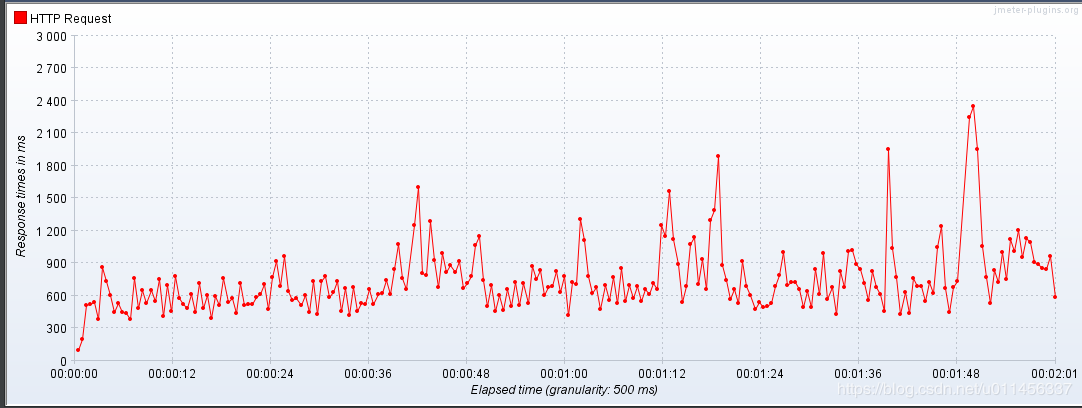 jmeter-plugins.org
HTTP Request
3 000
2 700
2 400
2 100
1 800
1 500
1 200
900
600
300
0
Response times in ms
00:00:00 00:00:12 00:00:24 00:00:36 00:00:48 00:01:00 00:01:12 00:01:24 00:01:36 00:01:48 00:02:01
Elapsed time (granularity: 500 ms)
https://blog.csdn.net/u011456337